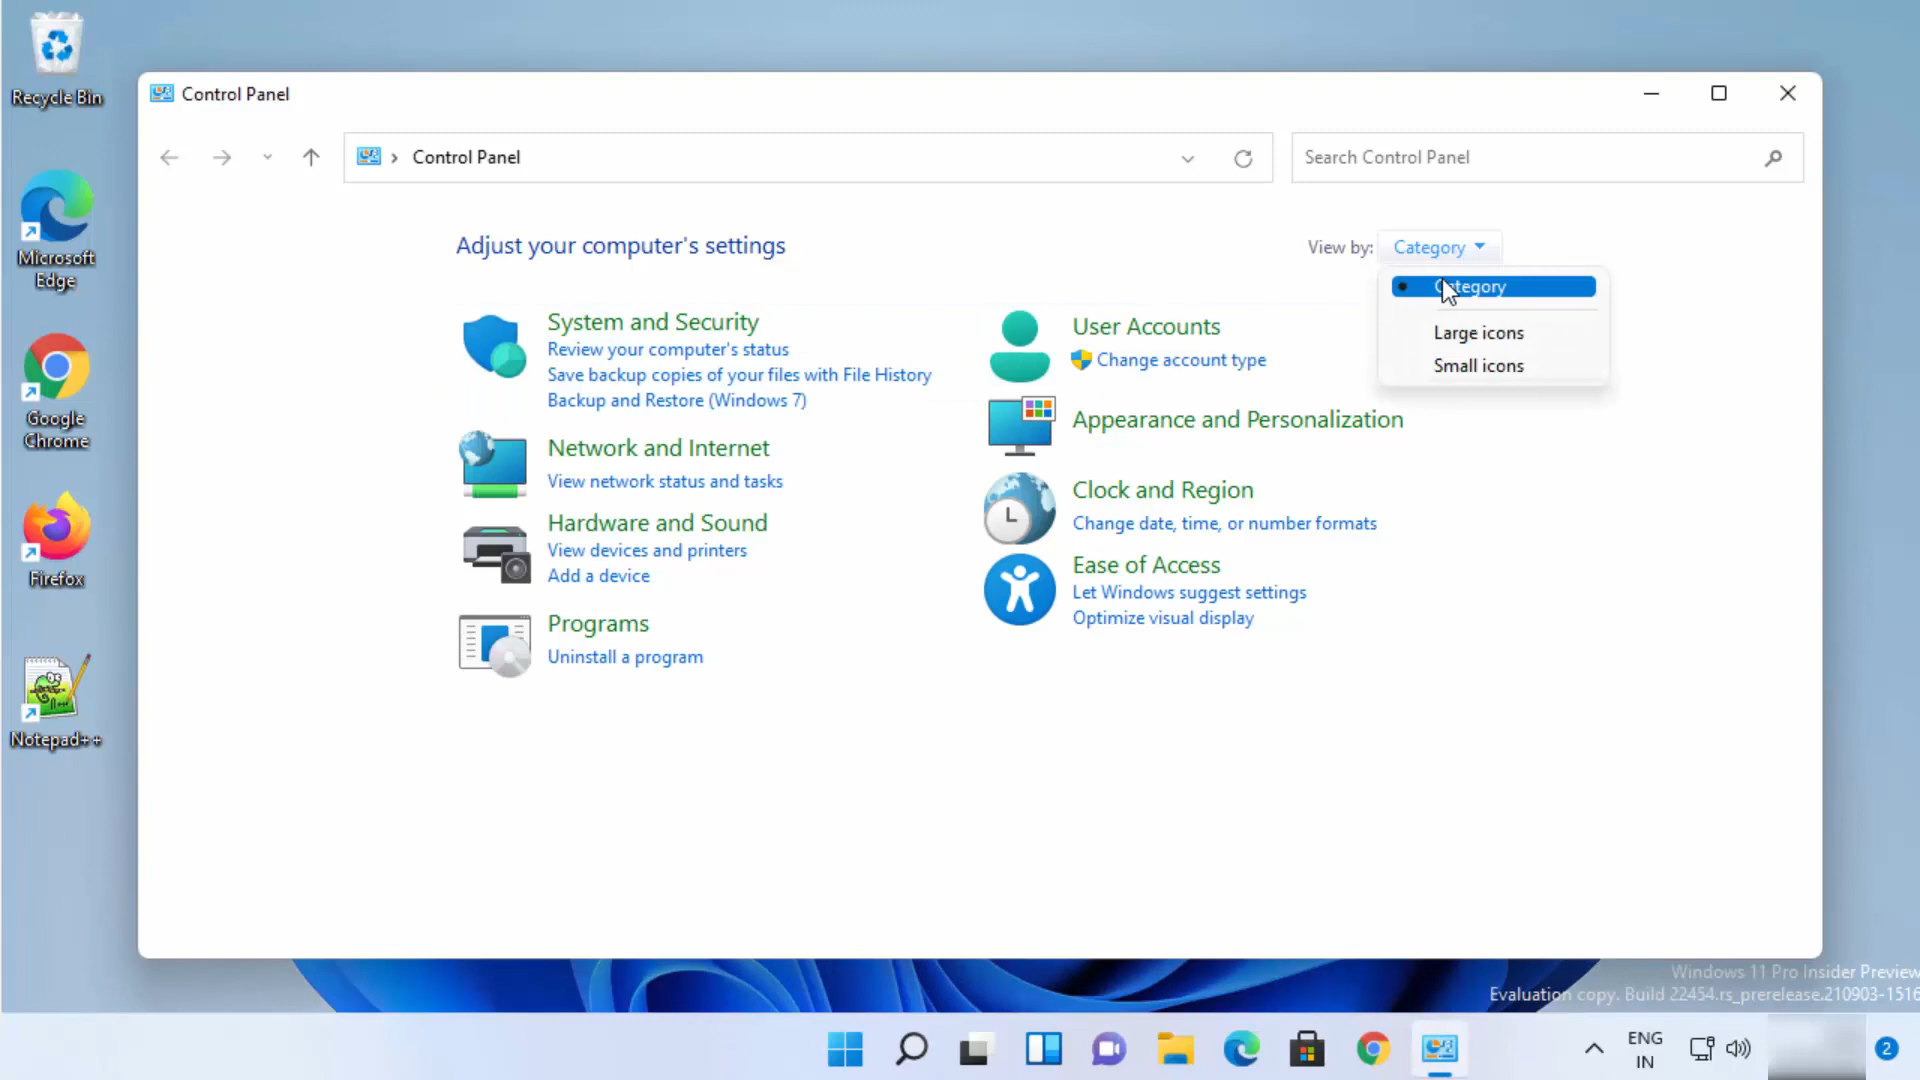 Recycle Bin
Microsoft
Edge
Google
Chrome
Firefox
Notepad++
Control Panel
Control Panel
Search Control Panel
Adjust your computer's settings
View by:
Category
Category
Large icons
Small icons
System and Security
Review your computer's status
Save backup copies of your files with File History
Backup and Restore (Windows 7)
Network and Internet
View network status and tasks
Hardware and Sound
View devices and printers
Add a device
Programs
Uninstall a program
User Accounts
Change account type
Appearance and Personalization
Clock and Region
Change date, time, or number formats
Ease of Access
Let Windows suggest settings
Optimize visual display
Windows 11 Pro Insider Preview
Evaluation copy. Build 22454.rs_prerelease.210903-1516
ENG
IN
2